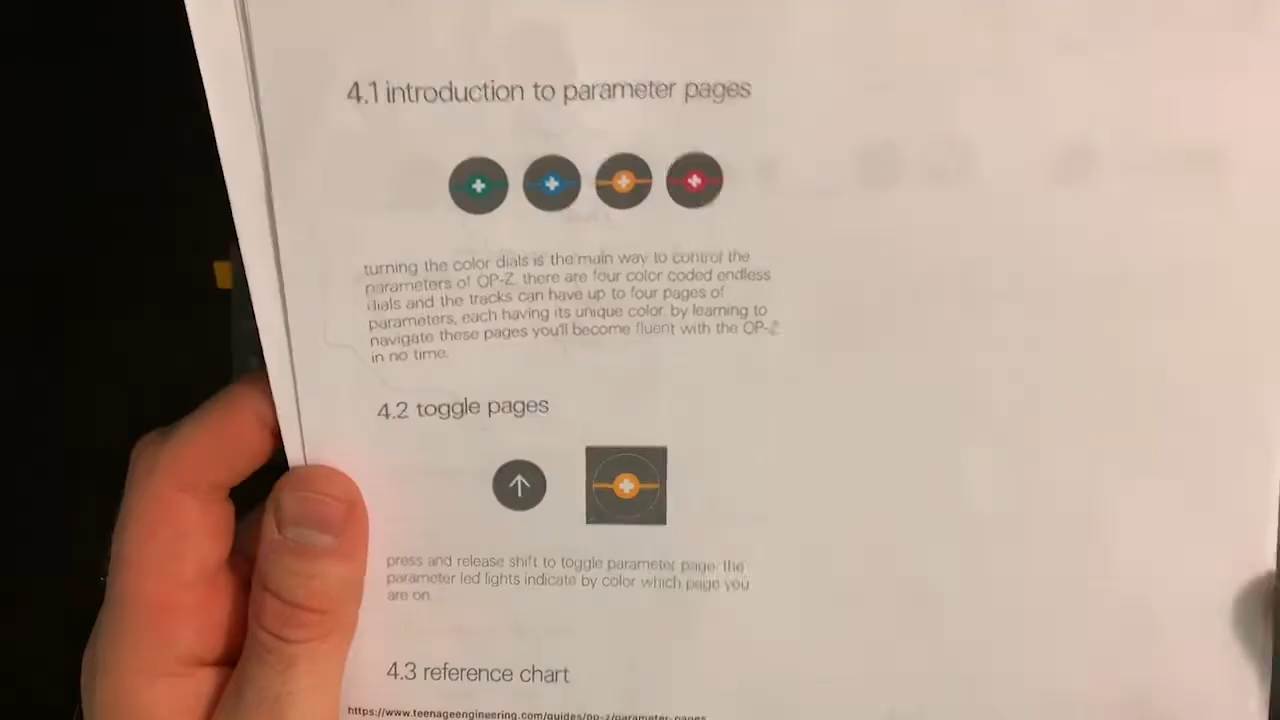 4.1 introduction to parameter pages
turning the color dials is the main way to control the
parameters of OP-Z. there are four color coded endless
dials and the tracks can have up to four pages of
parameters, each having its unique color. by learning to
navigate these pages you'll become fluent with the OP-Z
in no time.
4.2 toggle pages
press and release shift to toggle parameter page. the
parameter led lights indicate by color which page you
are on.
4.3 reference chart
https://www.teenageengineering.com/guides/op-z/parameter-pages